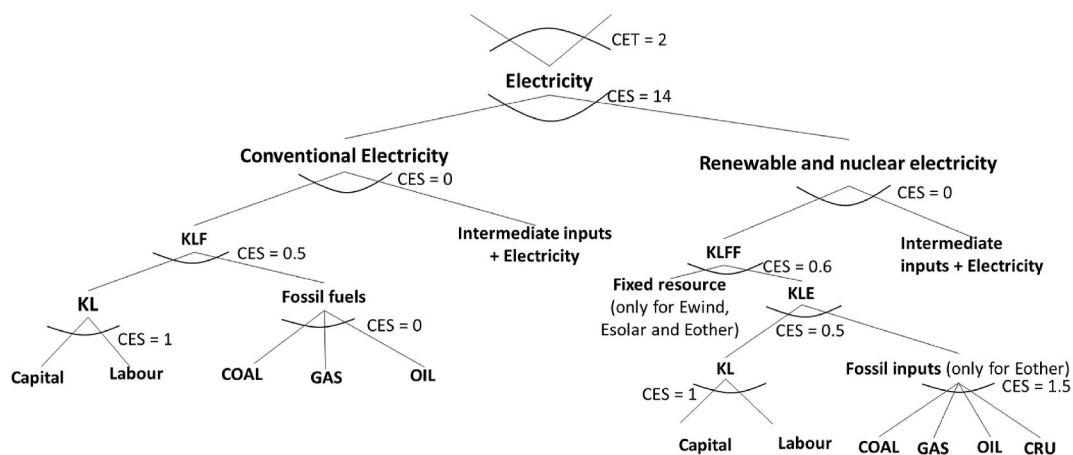 CET = 2
Electricity
CES = 14
Conventional Electricity
CES = 0
Renewable and nuclear electricity
CES = 0
KLF
CES = 0.5
Intermediate inputs
+ Electricity
KLFF
CES = 0.6
Intermediate
inputs + Electricity
Fixed resource
(only for Ewind,
Esolar and Eother)
KLE
CES = 0.5
KL
CES = 1
Fossil fuels
CES = 0
Capital
Labour
COAL
GAS
OIL
KL
CES = 1
Fossil inputs (only for Eother)
CES = 1.5
Capital
Labour
COAL
GAS
OIL
CRU